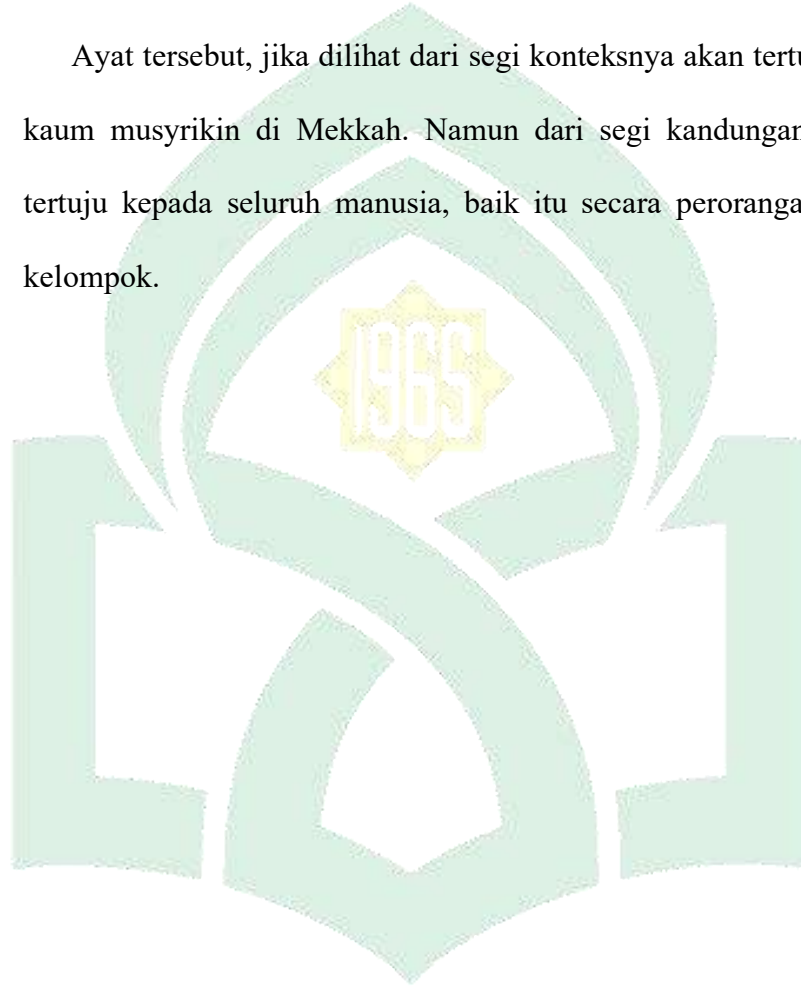 Ayat tersebut, jika dilihat dari segi konteksnya akan
kaum musyrikin di Mekkah. Namun dari segi
tertuju kepada seluruh manusia, baik itu secara
kelompok.
1965